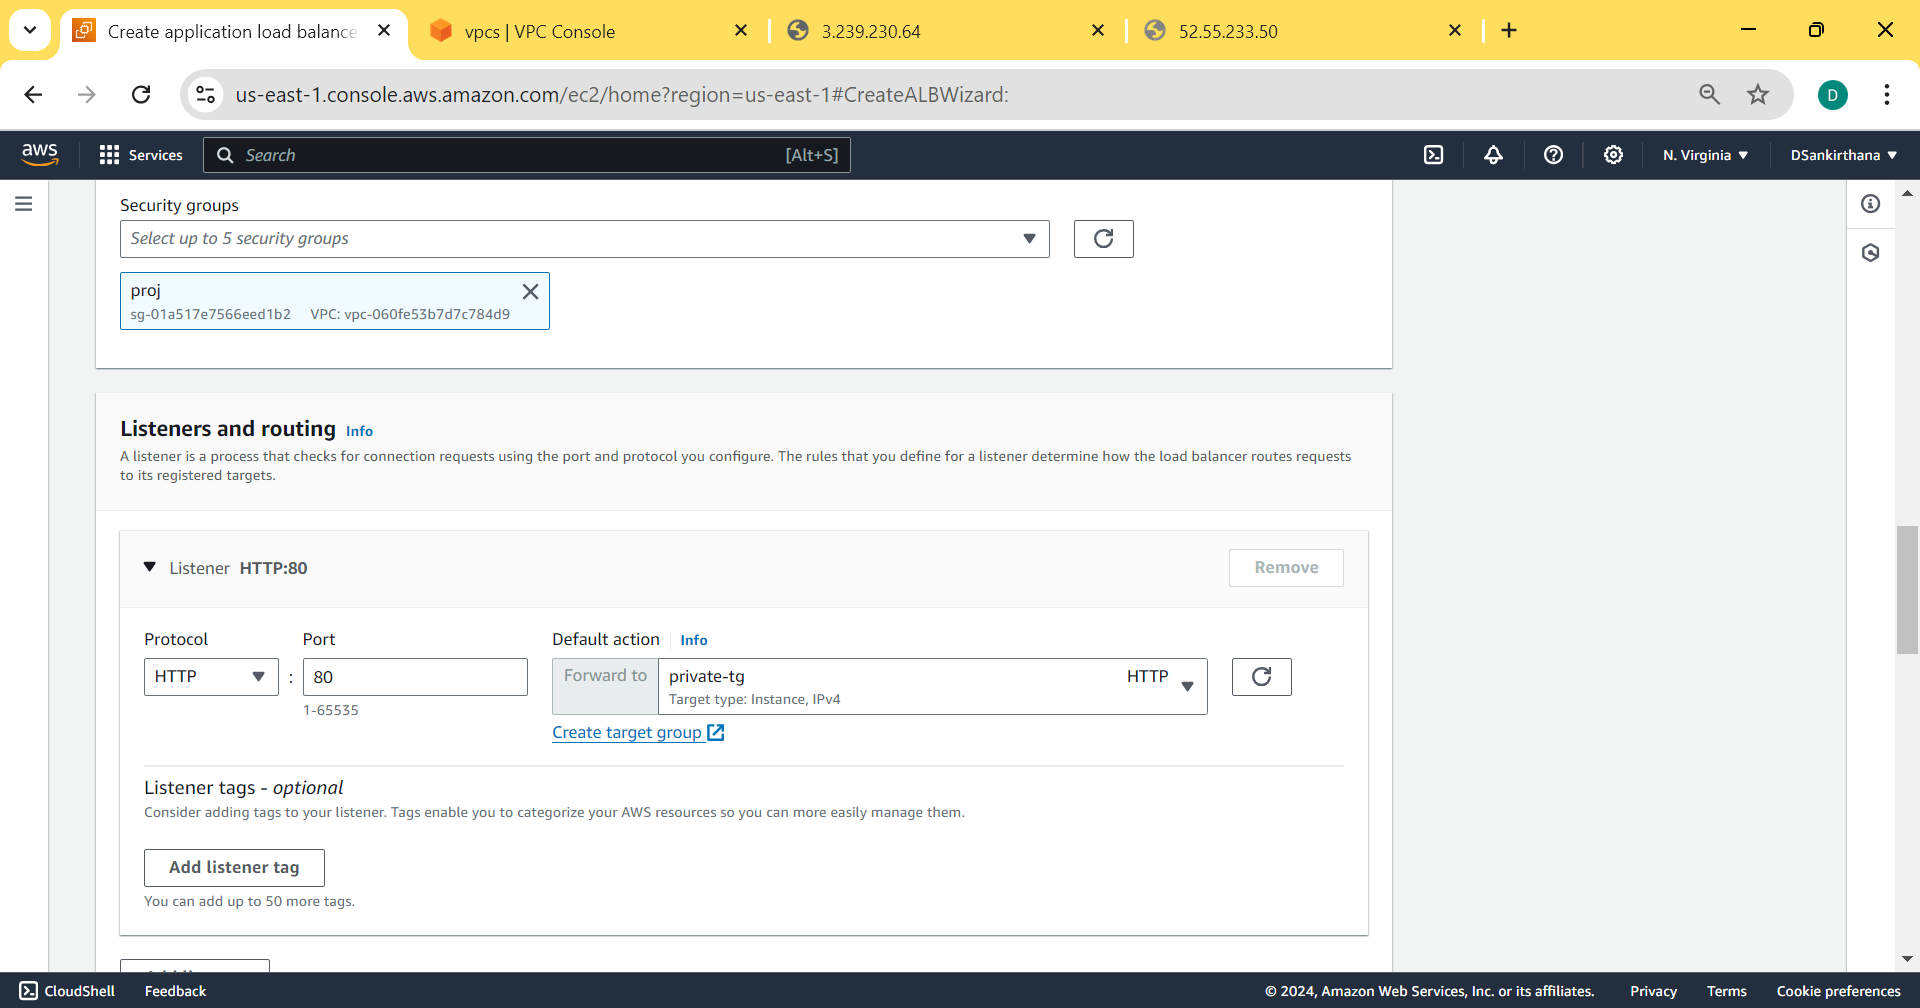 Create application load balance
vpcs | VPC Console
3.239.230.64
52.55.233.50
us-east-1.console.aws.amazon.com/ec2/home?region=us-east-1#CreateALBWizard:
D
aws
Services
Search
[Alt+S]
N. Virginia
DSankirthana
Security groups
Select up to 5 security groups
proj
sg-01a517e7566eed1b2 VPC: vpc-060fe53b7d7c784d9
Listeners and routing Info
A listener is a process that checks for connection requests using the port and protocol you configure. The rules that you define for a listener determine how the load balancer routes requests
to its registered targets.
Listener HTTP:80
Remove
Protocol
Port
Default action Info
HTTP
:
80
Forward to
private-tg
HTTP
Target type: Instance, IPv4
1-65535
Create target group
Listener tags - optional
Consider adding tags to your listener. Tags enable you to categorize your AWS resources so you can more easily manage them.
Add listener tag
You can add up to 50 more tags.
CloudShell
Feedback
© 2024, Amazon Web Services, Inc. or its affiliates.
Privacy
Terms
Cookie preferences